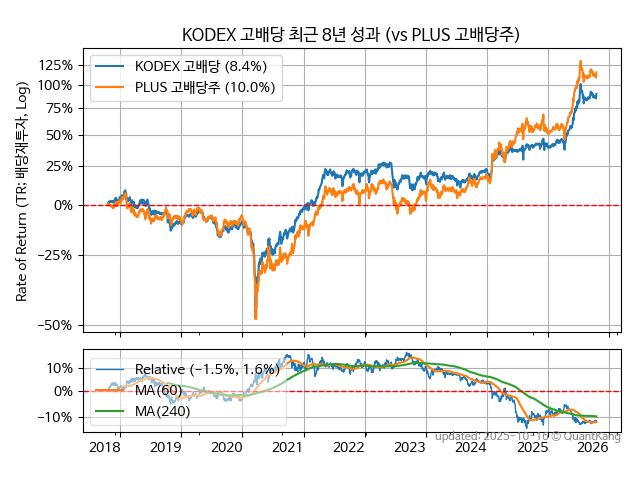 KODEX 고배당 최근 8년 성과 (vs PLUS 고배당주)
Rate of Return (TR: 배당재투자, Log)
125%
100%
75%
50%
25%
0%
−25%
−50%
KODEX 고배당 (8.4%)
PLUS 고배당주 (10.0%)
10%
0%
−10%
Relative (−1.5%, 1.6%)
MA(60)
MA(240)
2018 2019 2020 2021 2022 2023 2024 2025 2026
updated: 2025-10-16 © QuantKang